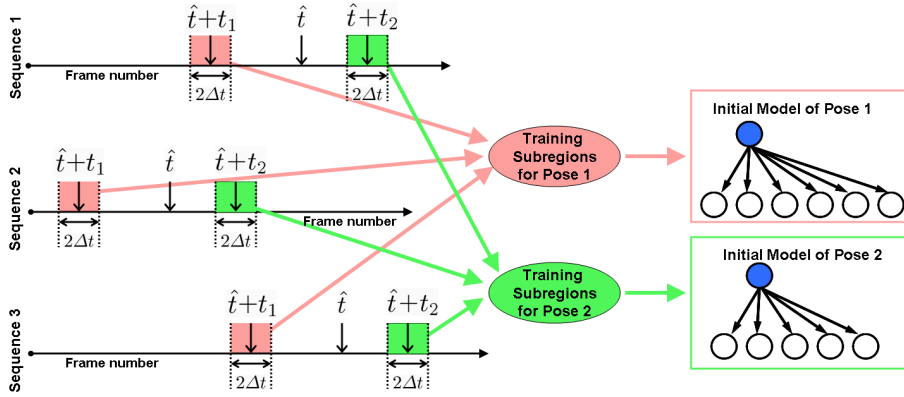 Sequence 1
t̂+t₁
t̂
t̂+t₂
Frame number
2Δt
2Δt
Initial Model of Pose 1
Training
Subregions
for Pose 1
Sequence 2
t̂+t₁
t̂
t̂+t₂
Frame number
2Δt
2Δt
Initial Model of Pose 2
Training
Subregions
for Pose 2
Sequence 3
t̂+t₁
t̂
t̂+t₂
Frame number
2Δt
2Δt